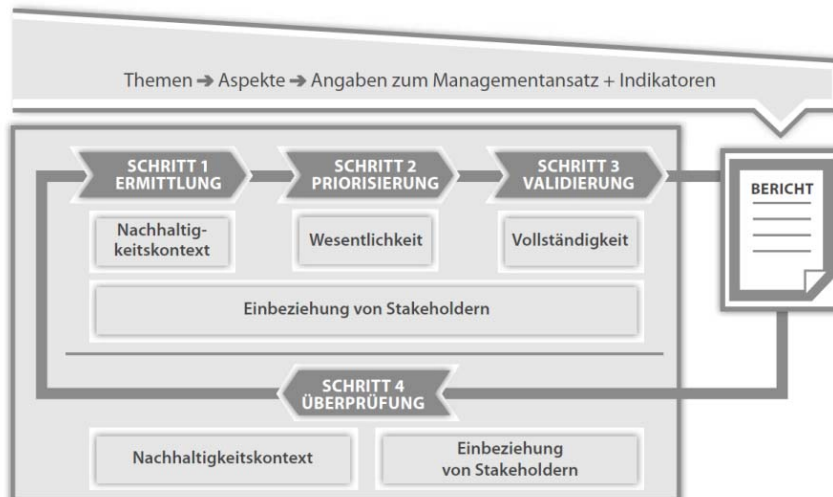 Themen ➔ Aspekte ➔ Angaben zum Managementansatz + Indikatoren
SCHRITT 1
ERMITTLUNG
SCHRITT 2
PRIORISIERUNG
SCHRITT 3
VALIDIERUNG
BERICHT
Nachhaltig-
keitskontext
Wesentlichkeit
Vollständigkeit
Einbeziehung von Stakeholdern
SCHRITT 4
ÜBERPRÜFUNG
Nachhaltigkeitskontext
Einbeziehung
von Stakeholdern